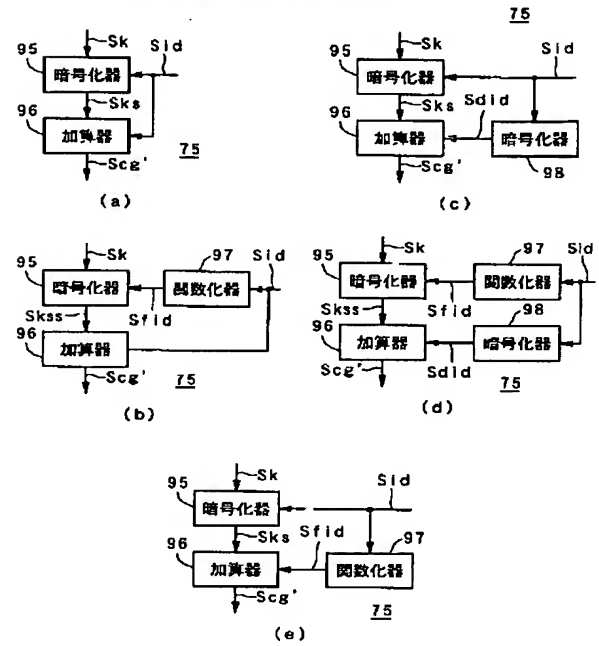 75
Sk
Sid
95
暗号化器
Sks
96
加算器
75
Scg'
(a)
Sk
Sid
95
暗号化器
Sks
Sdid
96
加算器
暗号化器
98
Scg'
(c)
Sk
97
Sid
95
暗号化器
関数化器
Sfid
Skss
96
加算器
Scg'
75
(b)
Sk
97
Sid
95
暗号化器
関数化器
Sfid
Skss
98
96
加算器
暗号化器
Sdid
Scg'
75
(d)
Sk
Sid
95
暗号化器
Sks
Sfid
97
96
加算器
関数化器
Scg'
75
(e)